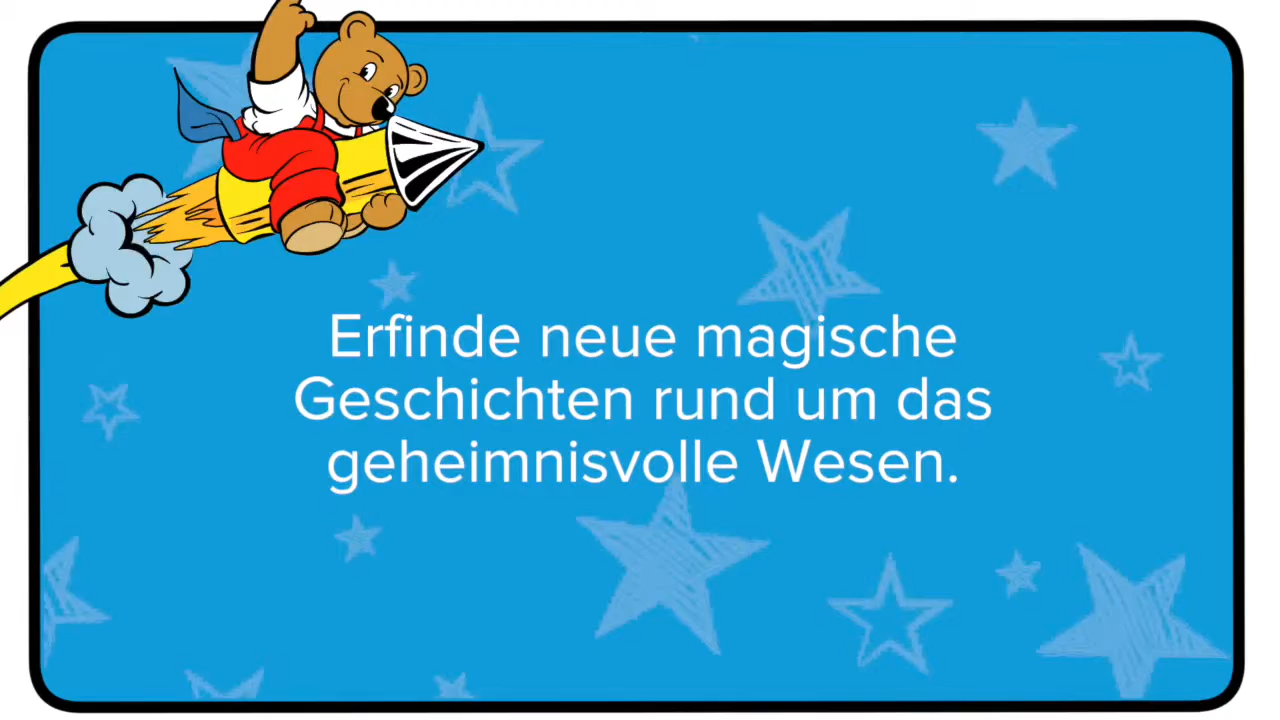 Erfinde neue magische
Geschichten rund um das
geheimnisvolle Wesen.